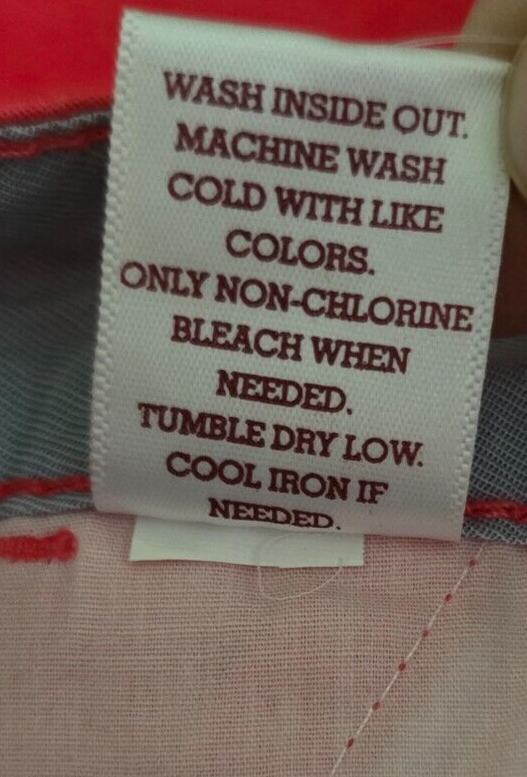 WASH INSIDE OUT.
MACHINE WASH
COLD WITH LIKE
COLORS.
ONLY NON-CHLORINE
BLEACH WHEN
NEEDED.
TUMBLE DRY LOW.
COOL IRON IF
NEEDED.